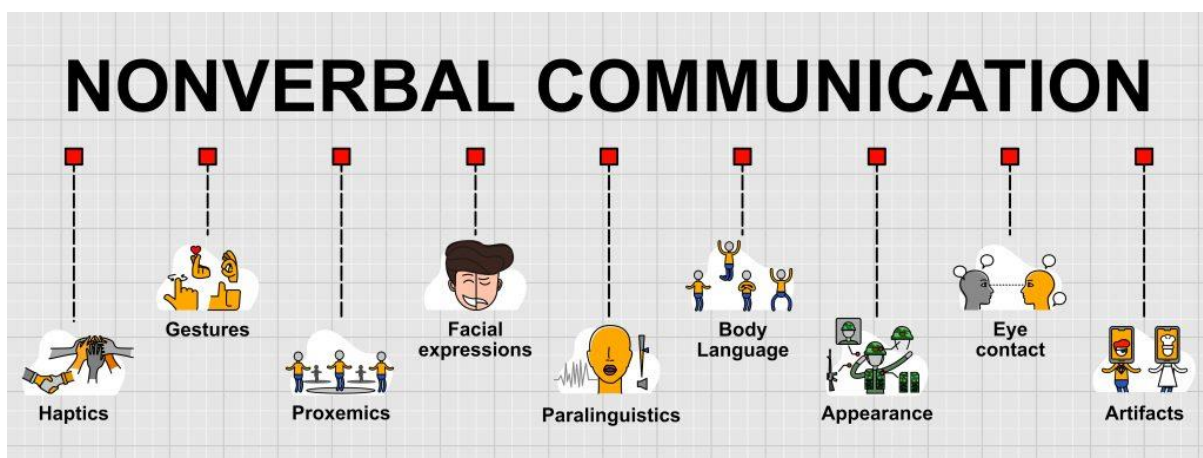 NONVERBAL COMMUNICATION
Haptics
Gestures
Proxemics
Facial
expressions
Paralinguistics
Body
Language
Appearance
Eye
contact
Artifacts